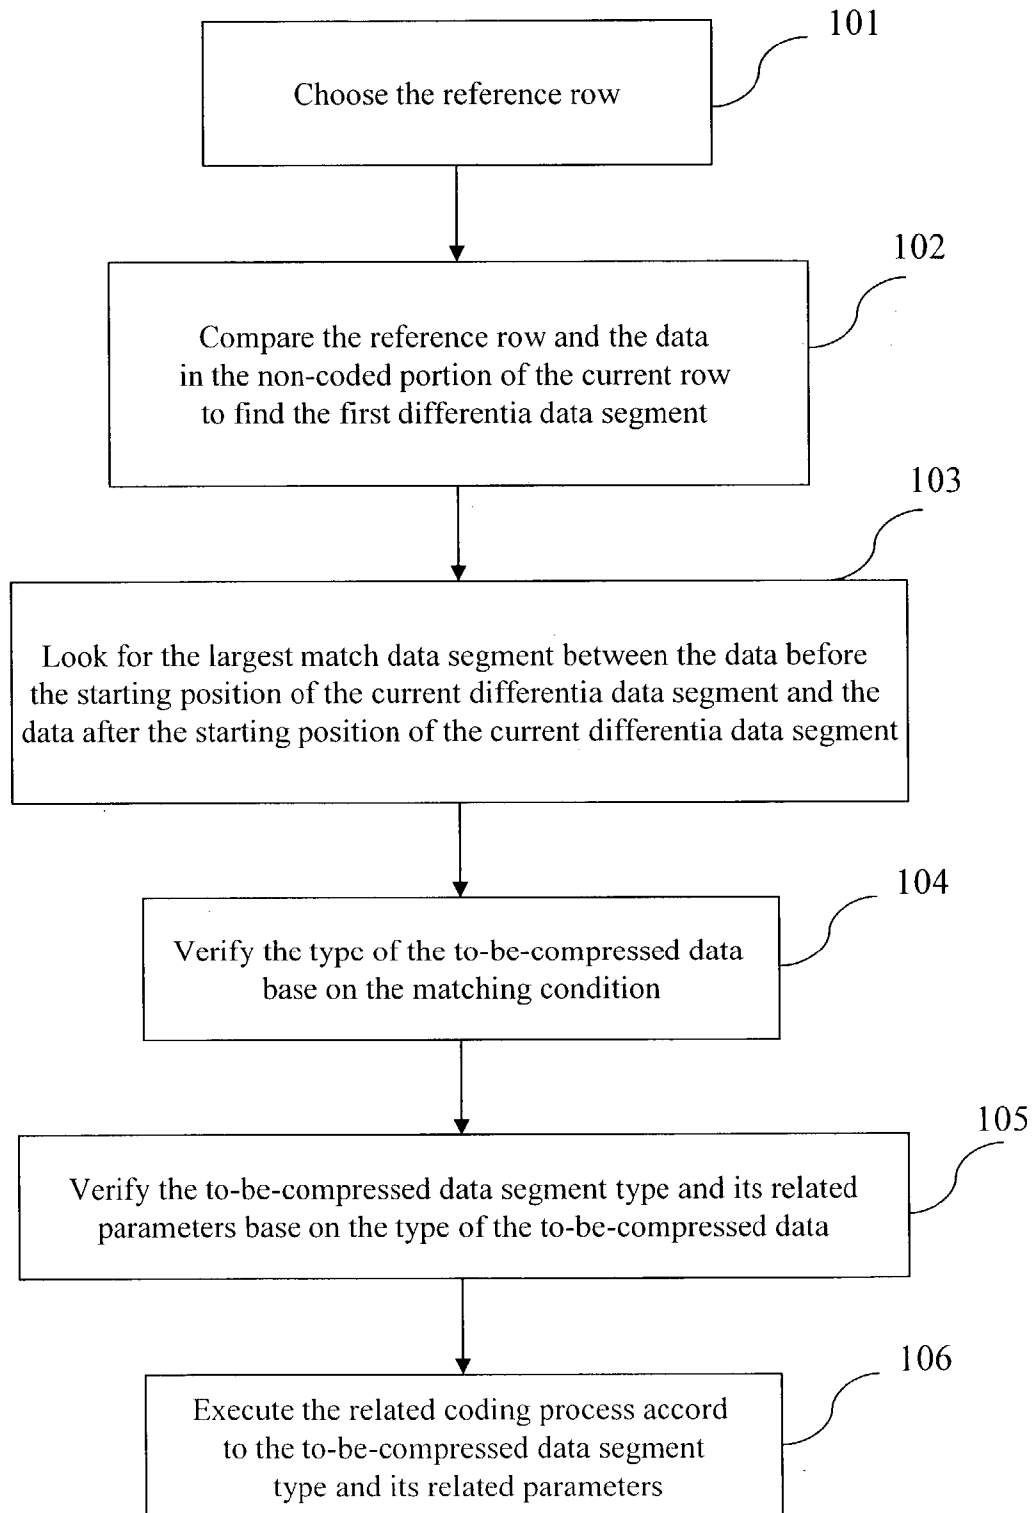 101
Choose the reference row
102
Compare the reference row and the data
in the non-coded portion of the current row
to find the first differentia data segment
103
Look for the largest match data segment between the data before
the starting position of the current differentia data segment and the
data after the starting position of the current differentia data segment
104
Verify the type of the to-be-compressed data
base on the matching condition
105
Verify the to-be-compressed data segment type and its related
parameters base on the type of the to-be-compressed data
106
Execute the related coding process accord
to the to-be-compressed data segment
type and its related parameters